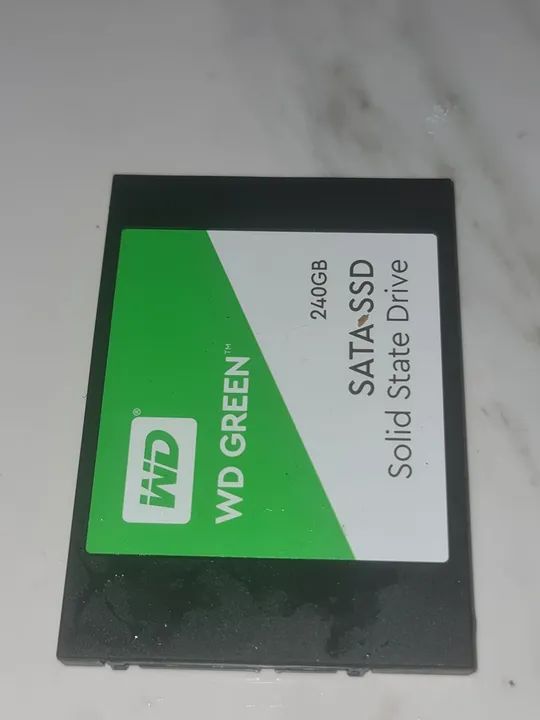 WD®
WD GREEN™
240GB
SATA SSD
Solid State Drive